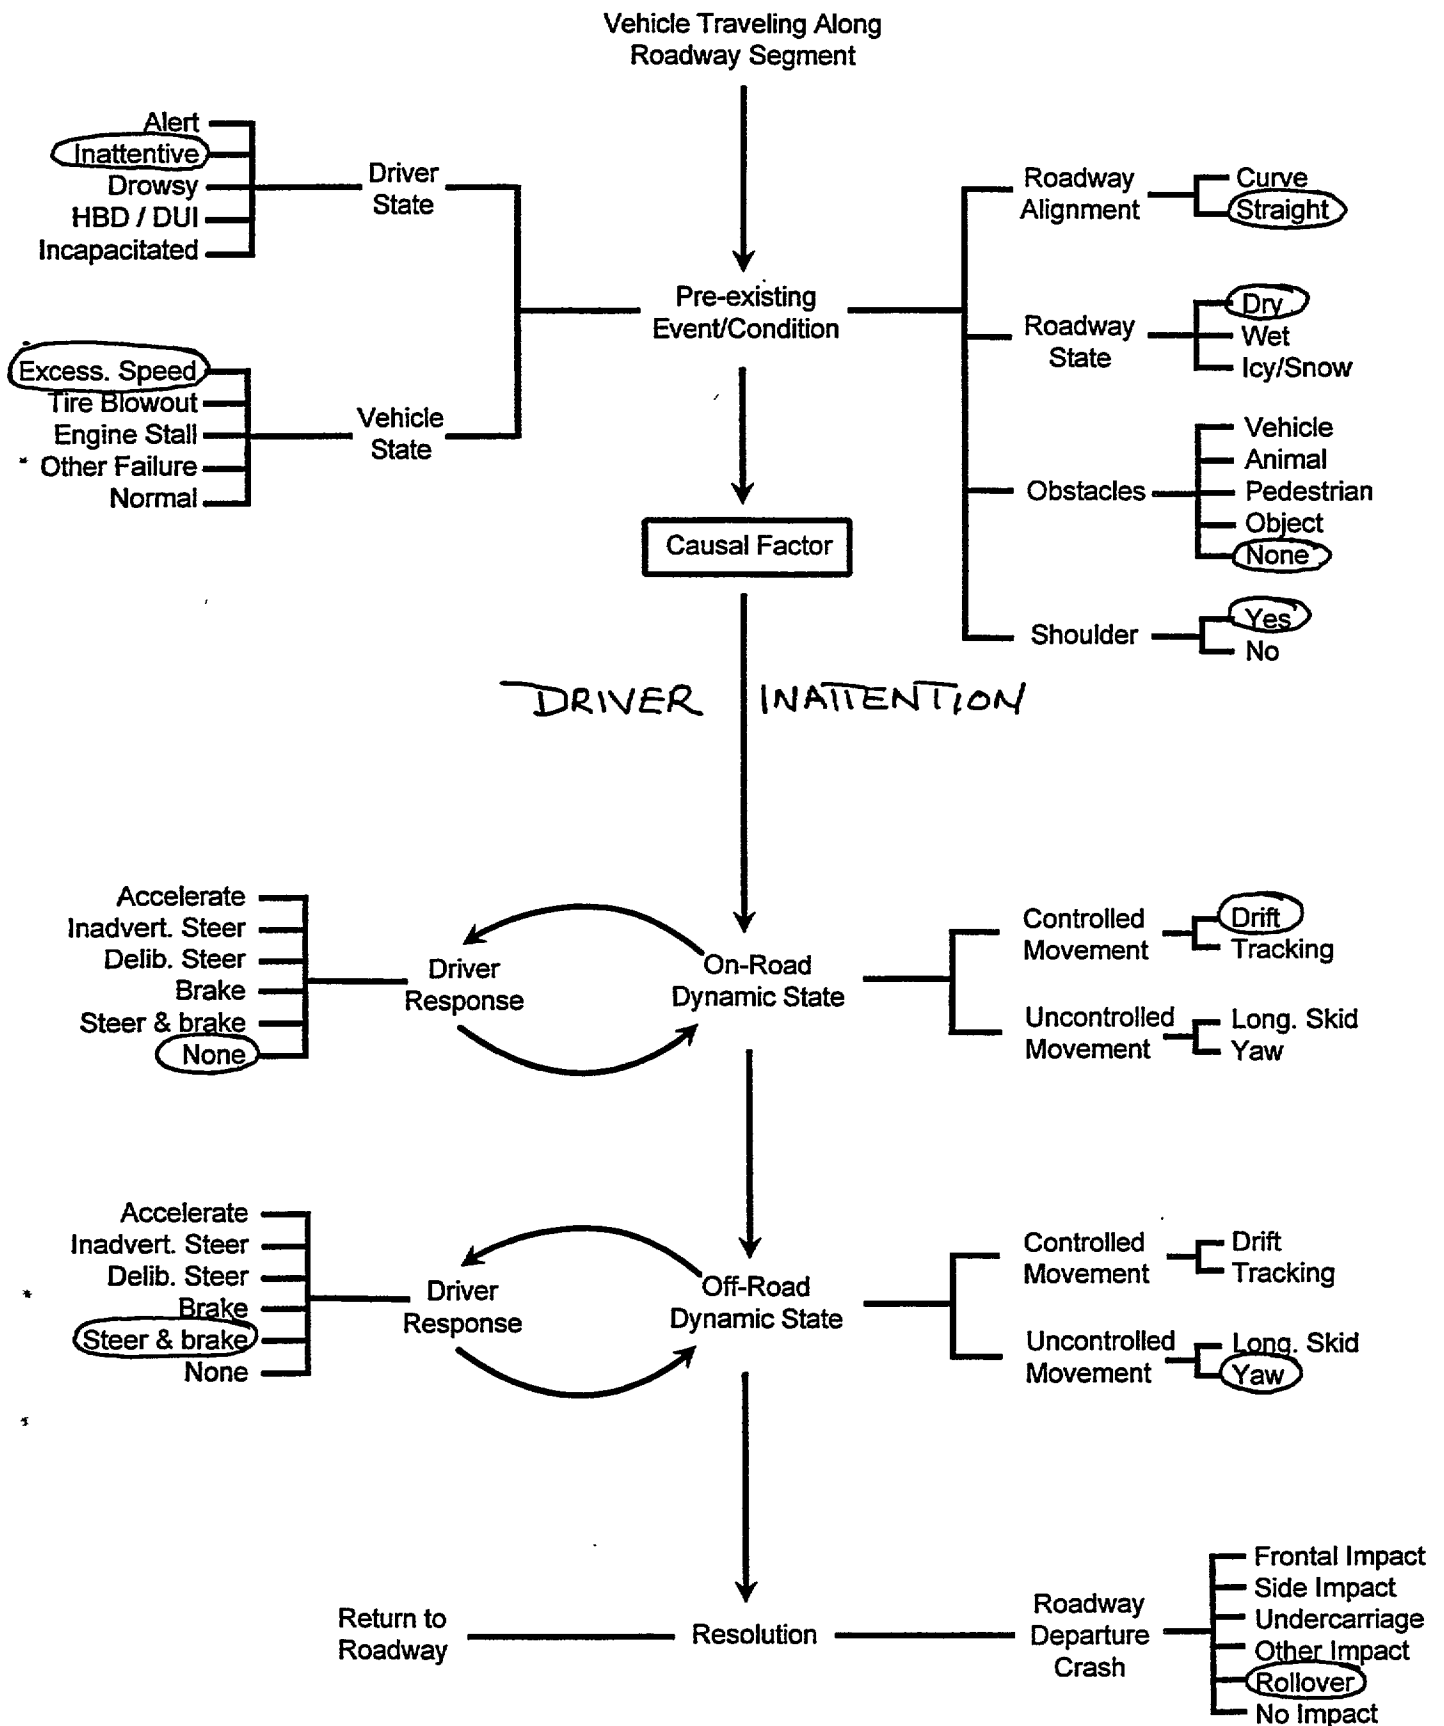 Vehicle Traveling Along
Roadway Segment
Alert
Inattentive
Drowsy
HBD / DUI
Incapacitated
Driver
State
Excess. Speed
Tire Blowout
Engine Stall
Other Failure
Normal
Vehicle
State
Pre-existing
Event/Condition
Roadway
Alignment
Curve
Straight
Roadway
State
Dry
Wet
Icy/Snow
Obstacles
Vehicle
Animal
Pedestrian
Object
None
Shoulder
Yes
No
Causal Factor
DRIVER INATTENTION
Accelerate
Inadvert. Steer
Delib. Steer
Brake
Steer & brake
None
Driver
Response
On-Road
Dynamic State
Controlled
Movement
Drift
Tracking
Uncontrolled
Movement
Long. Skid
Yaw
Accelerate
Inadvert. Steer
Delib. Steer
Brake
Steer & brake
None
Driver
Response
Off-Road
Dynamic State
Controlled
Movement
Drift
Tracking
Uncontrolled
Movement
Long. Skid
Yaw
Return to
Roadway
Resolution
Roadway
Departure
Crash
Frontal Impact
Side Impact
Undercarriage
Other Impact
Rollover
No Impact